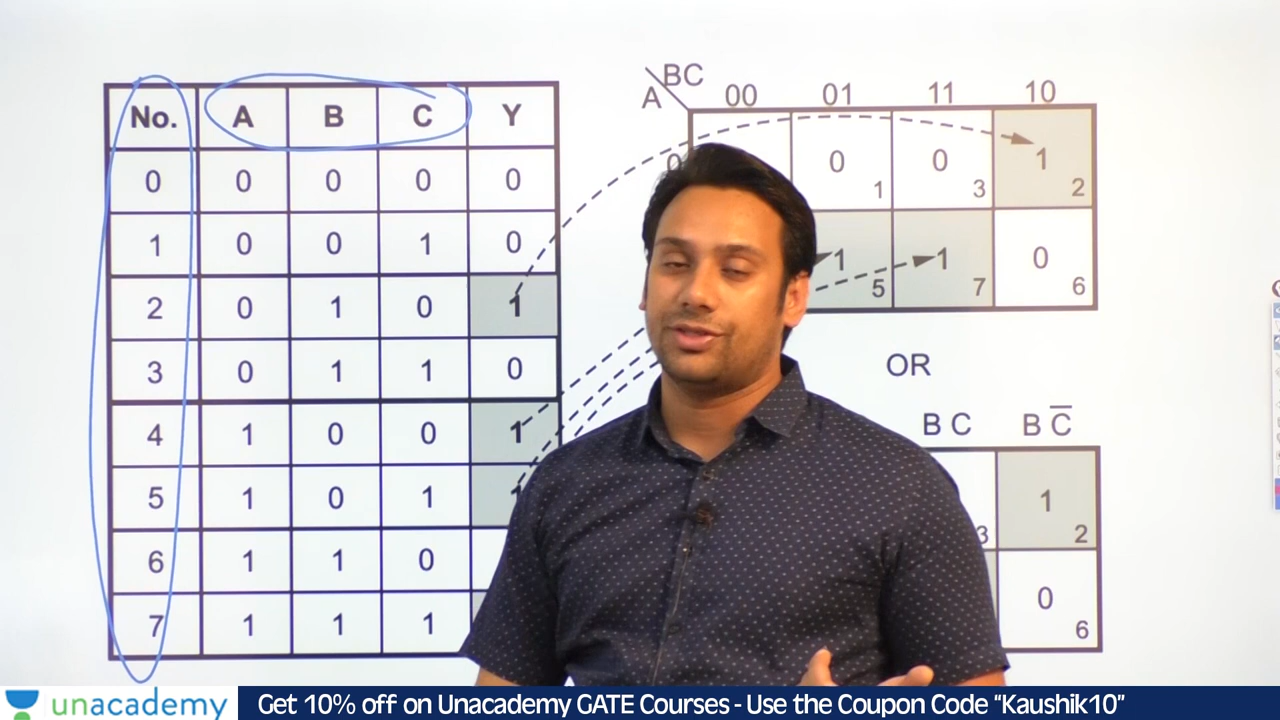 No. A B C Y
0 0 0 0 0
1 0 0 1 0
2 0 1 0 1
3 0 1 1 0
4 1 0 0 1
5 1 0 1 1
6 1 1 0
7 1 1 1
BC
A
00 01 11 10
0 0 1 0 3 1 2
1 5 1 7 0 6
OR
B C B C̅
3 1 2
0 6
unacademy
Get 10% off on Unacademy GATE Courses - Use the Coupon Code “Kaushik10”